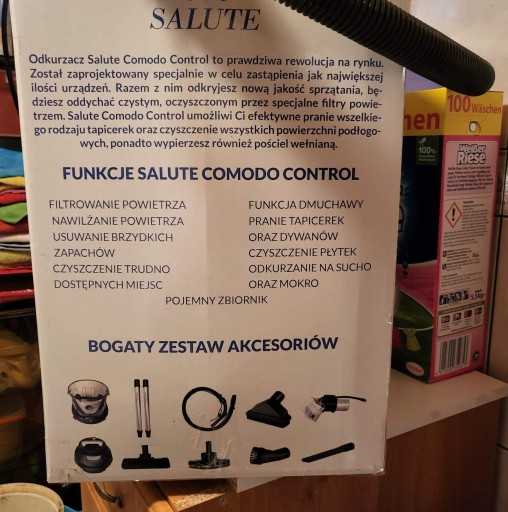 SALUTE
Odkurzacz Salute Comodo Control to prawdziwa rewolucja na rynku.
Został zaprojektowany specjalnie w celu zastąpienia jak największej
ilości urządzeń. Razem z nim odkryjesz nową jakość sprzątania, bę-
dziesz oddychać czystym, oczyszczonym przez specjalne filtry powie-
trzem. Salute Comodo Control umożliwi Ci efektywne pranie wszelkie-
go rodzaju tapicerek oraz czyszczenie wszystkich powierzchni podłogo-
wych, ponadto wypierzesz również pościel wełnianą.
FUNKCJE SALUTE COMODO CONTROL
FILTROWANIE POWIETRZA
NAWILŻANIE POWIETRZA
USUWANIE BRZYDKICH
ZAPACHÓW
CZYSZCZENIE TRUDNO
DOSTĘPNYCH MIEJSC
FUNKCJA DMUCHAWY
PRANIE TAPICEREK
ORAZ DYWANÓW
CZYSZCZENIE PŁYTEK
ODKURZANIE NA SUCHO
ORAZ MOKRO
POJEMNY ZBIORNIK
BOGATY ZESTAW AKCESORIÓW
100 Wäschen
Weißer
Riese
100%